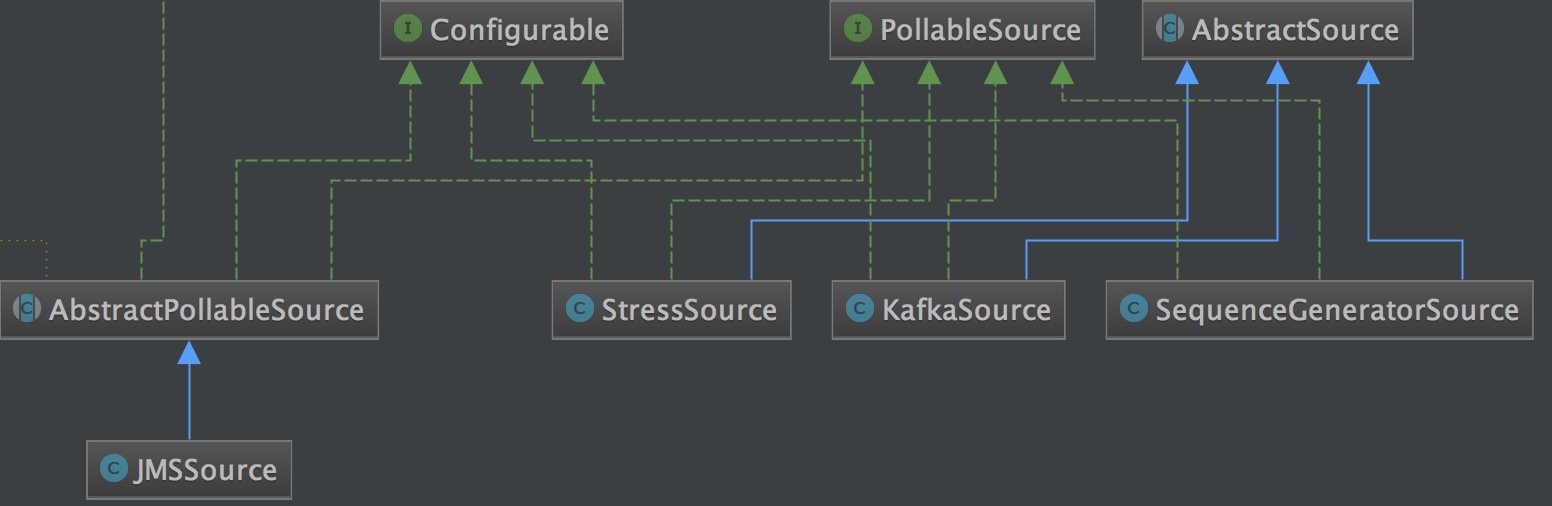 I Configurable
I PollableSource
C AbstractSource
C AbstractPollableSource
C StressSource
C KafkaSource
C SequenceGeneratorSource
C JMSSource